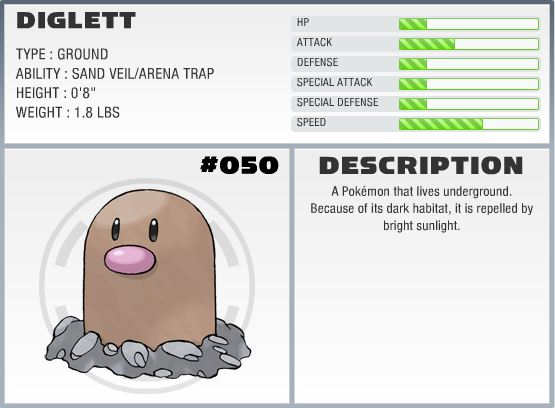 DIGLETT
TYPE : GROUND
ABILITY : SAND VEIL/ARENA TRAP
HEIGHT : 0'8"
WEIGHT : 1.8 LBS
HP
ATTACK
DEFENSE
SPECIAL ATTACK
SPECIAL DEFENSE
SPEED
#050
DESCRIPTION
A Pokémon that lives underground.
Because of its dark habitat, it is repelled by
bright sunlight.